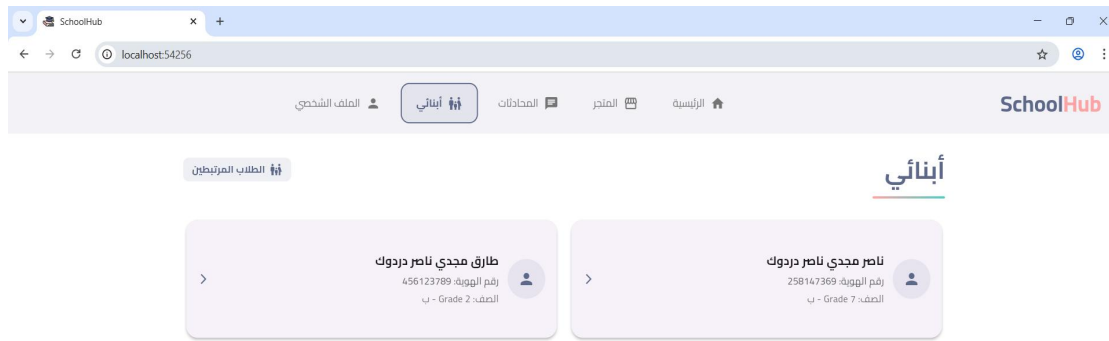 SchoolHub
localhost:54256
SchoolHub
الرئيسية
المتجر
المحادثات
أبنائي
الملف الشخصي
أبنائي
الطلاب المرتبطين
ناصر مجدي ناصر دردوك
رقم الهوية: 258147369
الصف: Grade 7 - ب
طارق مجدي ناصر دردوك
رقم الهوية: 456123789
الصف: Grade 2 - ب